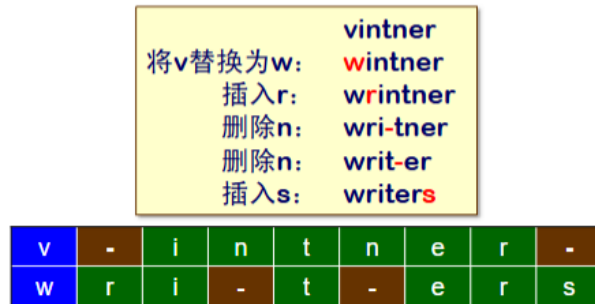 vintner
将v替换为w： wintner
插入r： wrintner
删除n： wri-tner
删除n： writ-er
插入s： writers
v - i n t n e r -
w r i - t - e r s